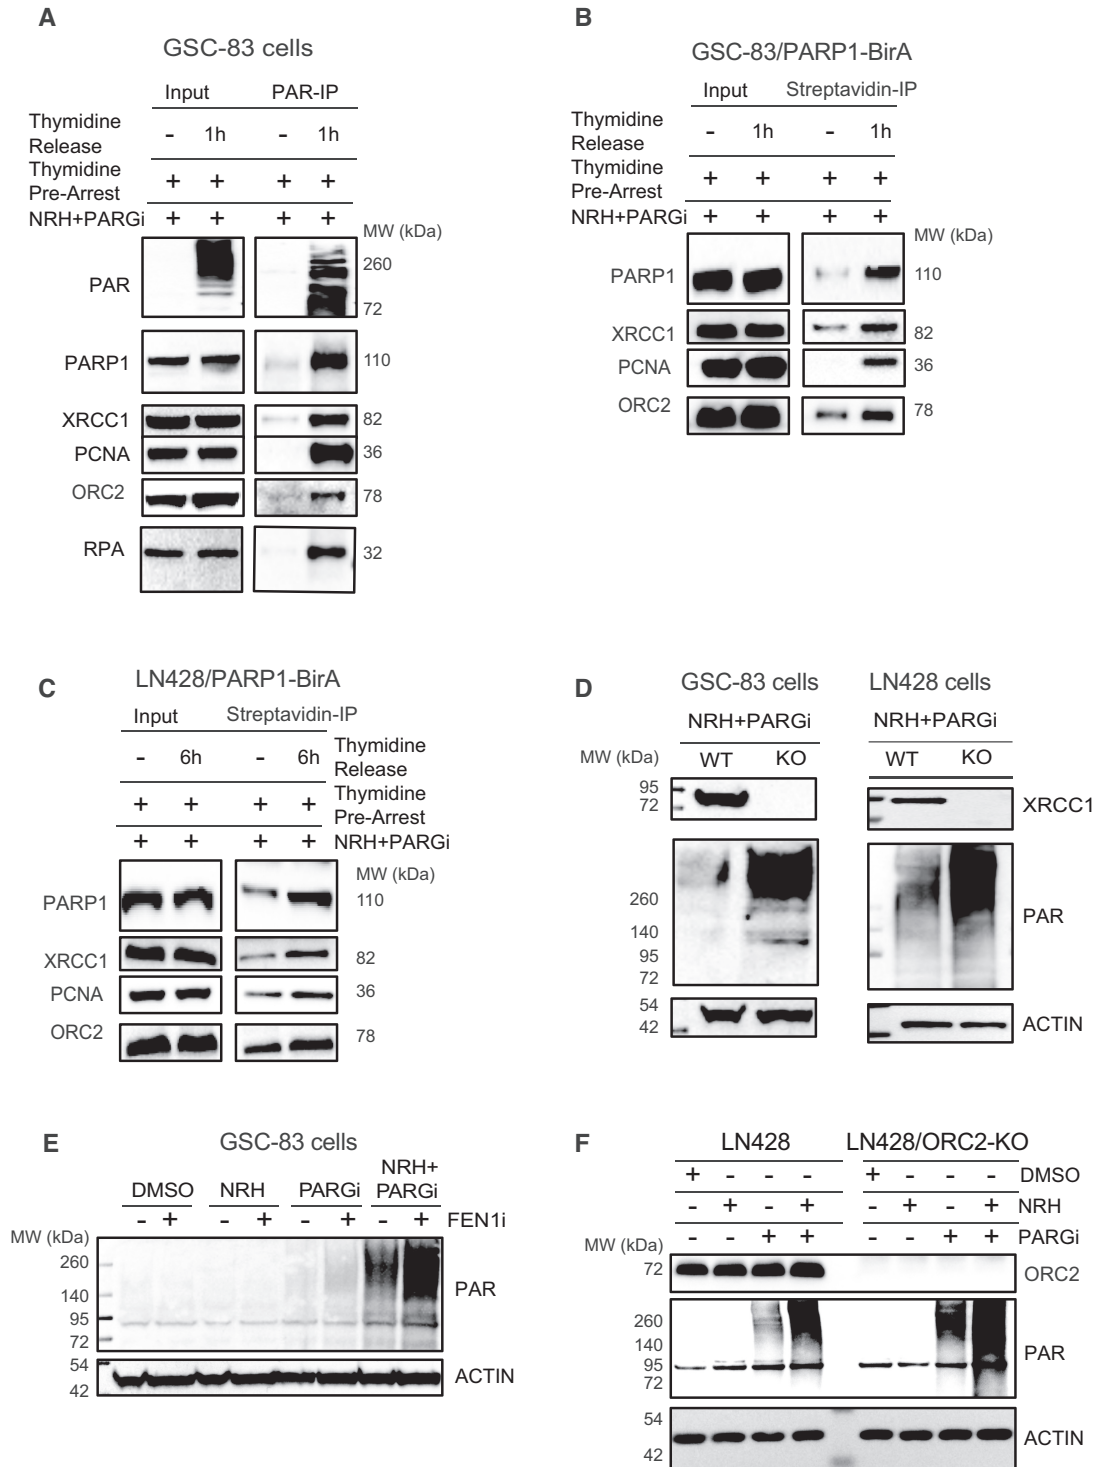 A
GSC-83 cells
Input PAR-IP
Thymidine Release - 1h - 1h
Thymidine Pre-Arrest + + + +
NRH+PARGi + + + +
MW (kDa)
PAR 260
72
PARP1 110
XRCC1 82
PCNA 36
ORC2 78
RPA 32
B
GSC-83/PARP1-BirA
Input Streptavidin-IP
Thymidine Release - 1h - 1h
Thymidine Pre-Arrest + + + +
NRH+PARGi + + + +
MW (kDa)
PARP1 110
XRCC1 82
PCNA 36
ORC2 78
C
LN428/PARP1-BirA
Input Streptavidin-IP
- 6h - 6h Thymidine Release
+ + + + Thymidine Pre-Arrest
+ + + + NRH+PARGi
MW (kDa)
PARP1 110
XRCC1 82
PCNA 36
ORC2 78
D
GSC-83 cells LN428 cells
NRH+PARGi NRH+PARGi
MW (kDa) WT KO WT KO
95
72 XRCC1
260
140 PAR
95
72
54
42 ACTIN
E
GSC-83 cells
DMSO NRH PARGi NRH+ PARGi
- + - + - + - + FEN1i
MW (kDa)
260
140 PAR
95
72
54
42 ACTIN
F
LN428 LN428/ORC2-KO
+ - - - + - - - DMSO
- + - + - + - + NRH
- - + + - - + + PARGi
MW (kDa)
72 ORC2
260
140 PAR
95
72
54
42 ACTIN